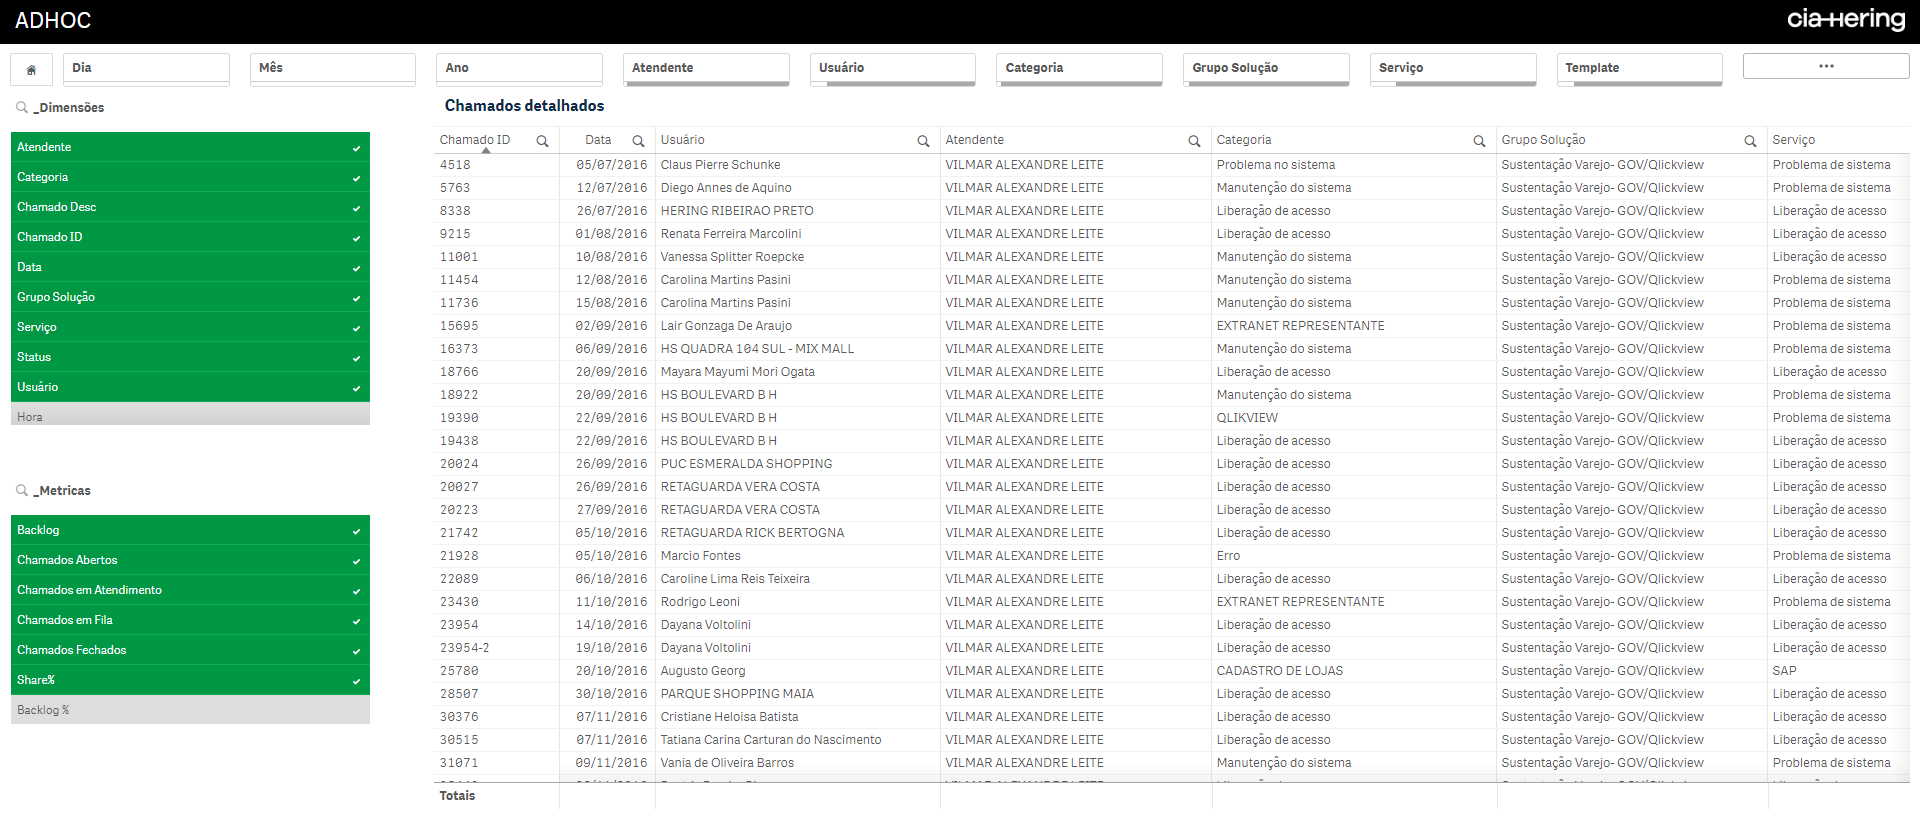 ADHOC
cia·Hering
Dia Mês Ano Atendente Usuário Categoria Grupo Solução Serviço Template ...
_Dimensões
Atendente
Categoria
Chamado Desc
Chamado ID
Data
Grupo Solução
Serviço
Status
Usuário
Hora
_Metricas
Backlog
Chamados Abertos
Chamados em Atendimento
Chamados em Fila
Chamados Fechados
Share%
Backlog %
Chamados detalhados
Chamado ID Data Usuário Atendente Categoria Grupo Solução Serviço
4518 05/07/2016 Claus Pierre Schunke VILMAR ALEXANDRE LEITE Problema no sistema Sustentação Varejo- GOV/Qlickview Problema de sistema
5763 12/07/2016 Diego Annes de Aquino VILMAR ALEXANDRE LEITE Manutenção do sistema Sustentação Varejo- GOV/Qlickview Problema de sistema
8338 26/07/2016 HERING RIBEIRAO PRETO VILMAR ALEXANDRE LEITE Liberação de acesso Sustentação Varejo- GOV/Qlickview Liberação de acesso
9215 01/08/2016 Renata Ferreira Marcolini VILMAR ALEXANDRE LEITE Liberação de acesso Sustentação Varejo- GOV/Qlickview Liberação de acesso
11001 10/08/2016 Vanessa Splitter Roepcke VILMAR ALEXANDRE LEITE Manutenção do sistema Sustentação Varejo- GOV/Qlickview Liberação de acesso
11454 12/08/2016 Carolina Martins Pasini VILMAR ALEXANDRE LEITE Manutenção do sistema Sustentação Varejo- GOV/Qlickview Problema de sistema
11736 15/08/2016 Carolina Martins Pasini VILMAR ALEXANDRE LEITE Manutenção do sistema Sustentação Varejo- GOV/Qlickview Problema de sistema
15695 02/09/2016 Lair Gonzaga De Araujo VILMAR ALEXANDRE LEITE EXTRANET REPRESENTANTE Sustentação Varejo- GOV/Qlickview Problema de sistema
16373 06/09/2016 HS QUADRA 104 SUL - MIX MALL VILMAR ALEXANDRE LEITE Manutenção do sistema Sustentação Varejo- GOV/Qlickview Problema de sistema
18766 20/09/2016 Mayara Mayumi Mori Ogata VILMAR ALEXANDRE LEITE Liberação de acesso Sustentação Varejo- GOV/Qlickview Liberação de acesso
18922 20/09/2016 HS BOULEVARD B H VILMAR ALEXANDRE LEITE Manutenção do sistema Sustentação Varejo- GOV/Qlickview Problema de sistema
19390 22/09/2016 HS BOULEVARD B H VILMAR ALEXANDRE LEITE QLIKVIEW Sustentação Varejo- GOV/Qlickview Problema de sistema
19438 22/09/2016 HS BOULEVARD B H VILMAR ALEXANDRE LEITE Liberação de acesso Sustentação Varejo- GOV/Qlickview Liberação de acesso
20024 26/09/2016 PUC ESMERALDA SHOPPING VILMAR ALEXANDRE LEITE Liberação de acesso Sustentação Varejo- GOV/Qlickview Liberação de acesso
20027 26/09/2016 RETAGUARDA VERA COSTA VILMAR ALEXANDRE LEITE Liberação de acesso Sustentação Varejo- GOV/Qlickview Liberação de acesso
20223 27/09/2016 RETAGUARDA VERA COSTA VILMAR ALEXANDRE LEITE Liberação de acesso Sustentação Varejo- GOV/Qlickview Liberação de acesso
21742 05/10/2016 RETAGUARDA RICK BERTOGNA VILMAR ALEXANDRE LEITE Liberação de acesso Sustentação Varejo- GOV/Qlickview Liberação de acesso
21928 05/10/2016 Marcio Fontes VILMAR ALEXANDRE LEITE Erro Sustentação Varejo- GOV/Qlickview Problema de sistema
22089 06/10/2016 Caroline Lima Reis Teixeira VILMAR ALEXANDRE LEITE Liberação de acesso Sustentação Varejo- GOV/Qlickview Liberação de acesso
23430 11/10/2016 Rodrigo Leoni VILMAR ALEXANDRE LEITE EXTRANET REPRESENTANTE Sustentação Varejo- GOV/Qlickview Problema de sistema
23954 14/10/2016 Dayana Voltolini VILMAR ALEXANDRE LEITE Liberação de acesso Sustentação Varejo- GOV/Qlickview Liberação de acesso
23954-2 19/10/2016 Dayana Voltolini VILMAR ALEXANDRE LEITE Liberação de acesso Sustentação Varejo- GOV/Qlickview Liberação de acesso
25780 20/10/2016 Augusto Georg VILMAR ALEXANDRE LEITE CADASTRO DE LOJAS Sustentação Varejo- GOV/Qlickview SAP
28507 30/10/2016 PARQUE SHOPPING MAIA VILMAR ALEXANDRE LEITE Liberação de acesso Sustentação Varejo- GOV/Qlickview Liberação de acesso
30376 07/11/2016 Cristiane Heloisa Batista VILMAR ALEXANDRE LEITE Liberação de acesso Sustentação Varejo- GOV/Qlickview Liberação de acesso
30515 07/11/2016 Tatiana Carina Carturan do Nascimento VILMAR ALEXANDRE LEITE Liberação de acesso Sustentação Varejo- GOV/Qlickview Liberação de acesso
31071 09/11/2016 Vania de Oliveira Barros VILMAR ALEXANDRE LEITE Manutenção do sistema Sustentação Varejo- GOV/Qlickview Problema de sistema
Totais